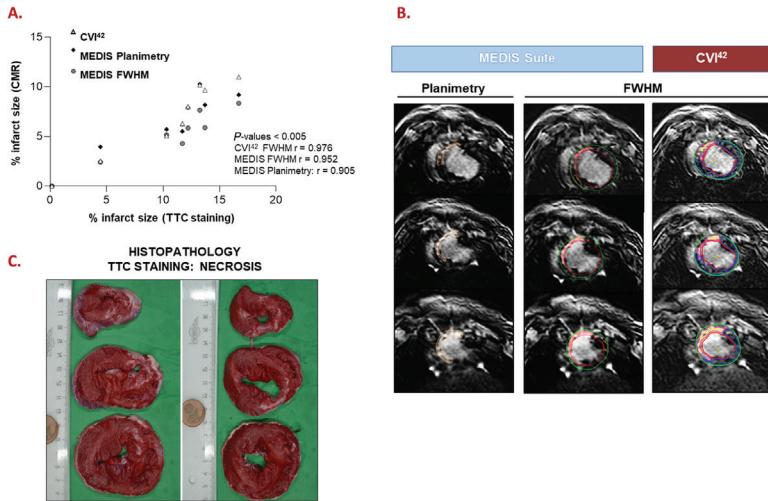 A.
CVI42
MEDIS Planimetry
MEDIS FWHM
% infarct size (CMR)
15
10
5
0
0
5
10
15
20
P-values < 0.005
CVI42 FWHM r = 0.976
MEDIS FWHM r = 0.952
MEDIS Planimetry: r = 0.905
% infarct size (TTC staining)
B.
MEDIS Suite
CVI42
Planimetry
FWHM
C.
HISTOPATHOLOGY
TTC STAINING: NECROSIS